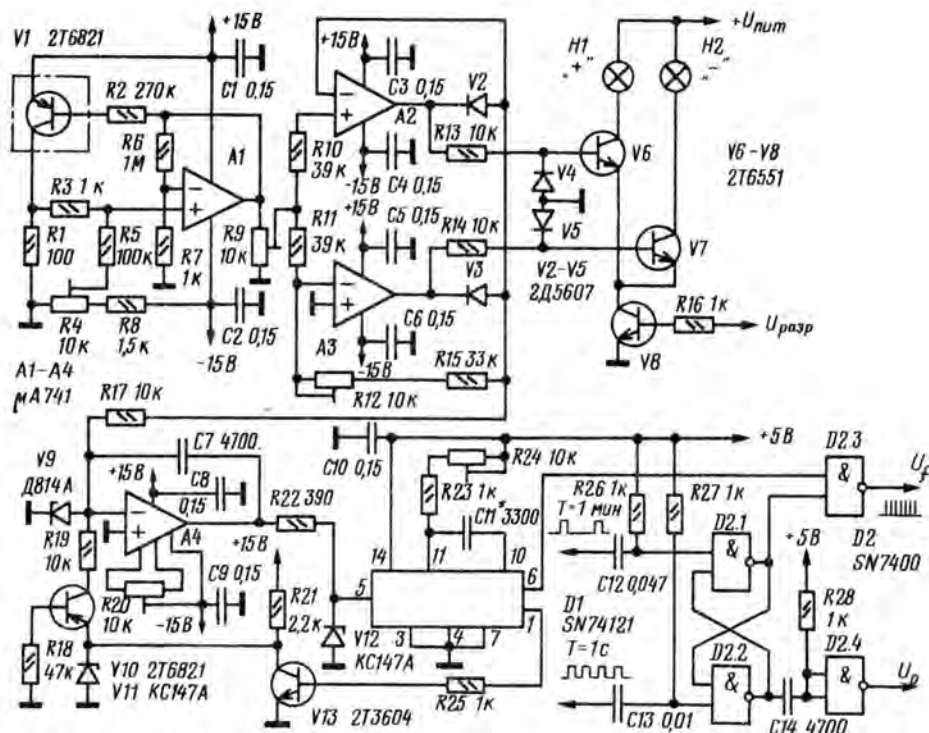 V1 2Т6821
+15В
C1 0,15
R2 270к
R6
1М
A1
R3 1к
R1
100
R5
100к
R7
1к
R9
10к
R4
10к
R8
1,5к
C2 0,15
-15В
A1-A4
μA741
+15В
C3 0,15
A2
V2
R13 10к
R10
39к
-15В
C4 0,15
+15В
C5 0,15
R11
39к
R14 10к
V3
C6 0,15
A3
-15В
R15 33к
R12 10к
V4
V5
V2-V5
2Д5607
+Uпит
H1
"+"
H2
"-"
V6
V6-V8
2Т6551
V7
R16 1к
Uразр
V8
R17 10к
C7 4700
V9
Д814А
+15В
C8
0,15
A4
R19
10к
R20
10к
-15В
C9 0,15
R18
47к
V10 2Т6821
V11 КС147А
R22 390
+15В
R21
2,2к
V12
КС147А
V13 2Т3604
R25 1к
C10 0,15
R24 10к
R23 1к
C11* 3300
14
11
10
5
6
1
3
4
7
D1
SN74121
+5В
R26 1к
R27 1к
T=1 мин
C12 0,047
T=1с
C13 0,01
D2.1
&
D2.2
&
C14 4700
D2.3
&
Uf
D2
SN7400
+5В
R28
1к
D2.4
&
U0